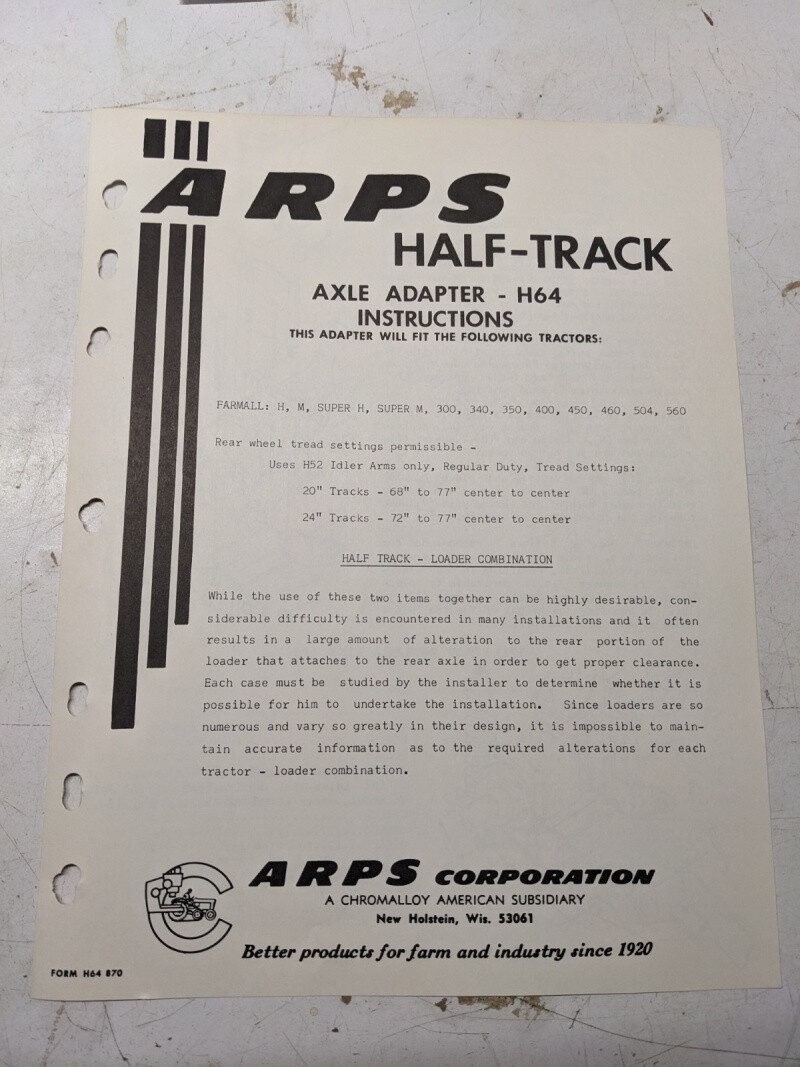 ARPS
HALF-TRACK
AXLE ADAPTER - H64
INSTRUCTIONS
THIS ADAPTER WILL FIT THE FOLLOWING TRACTORS:
FARMALL: H, M, SUPER H, SUPER M, 300, 340, 350, 400, 450, 460, 504, 560
Rear wheel tread settings permissible -
Uses H52 Idler Arms only, Regular Duty, Tread Settings:
20" Tracks - 68" to 77" center to center
24" Tracks - 72" to 77" center to center
HALF TRACK - LOADER COMBINATION
While the use of these two items together can be highly desirable, con-
siderable difficulty is encountered in many installations and it often
results in a large amount of alteration to the rear portion of the
loader that attaches to the rear axle in order to get proper clearance.
Each case must be studied by the installer to determine whether it is
possible for him to undertake the installation. Since loaders are so
numerous and vary so greatly in their design, it is impossible to main-
tain accurate information as to the required alterations for each
tractor - loader combination.
ARPS CORPORATION
A CHROMALLOY AMERICAN SUBSIDIARY
New Holstein, Wis. 53061
Better products for farm and industry since 1920
FORM H64 870